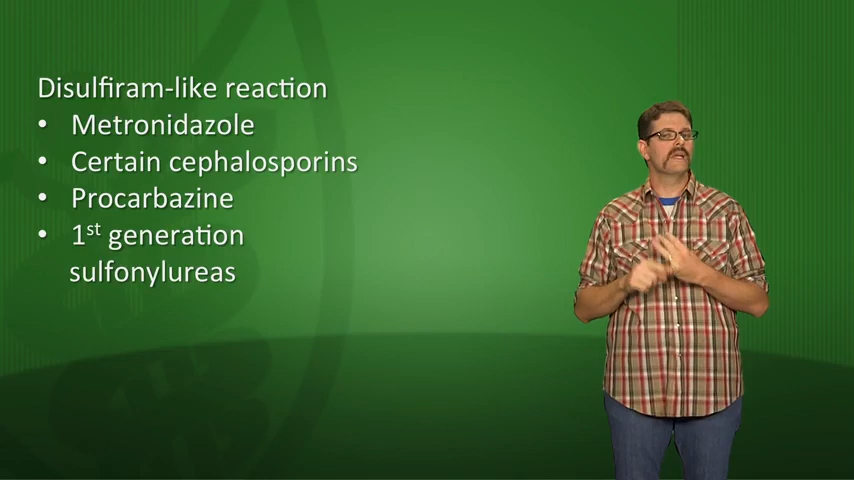 Disulfiram-like reaction
• Metronidazole
• Certain cephalosporins
• Procarbazine
• 1st generation
sulfonylureas